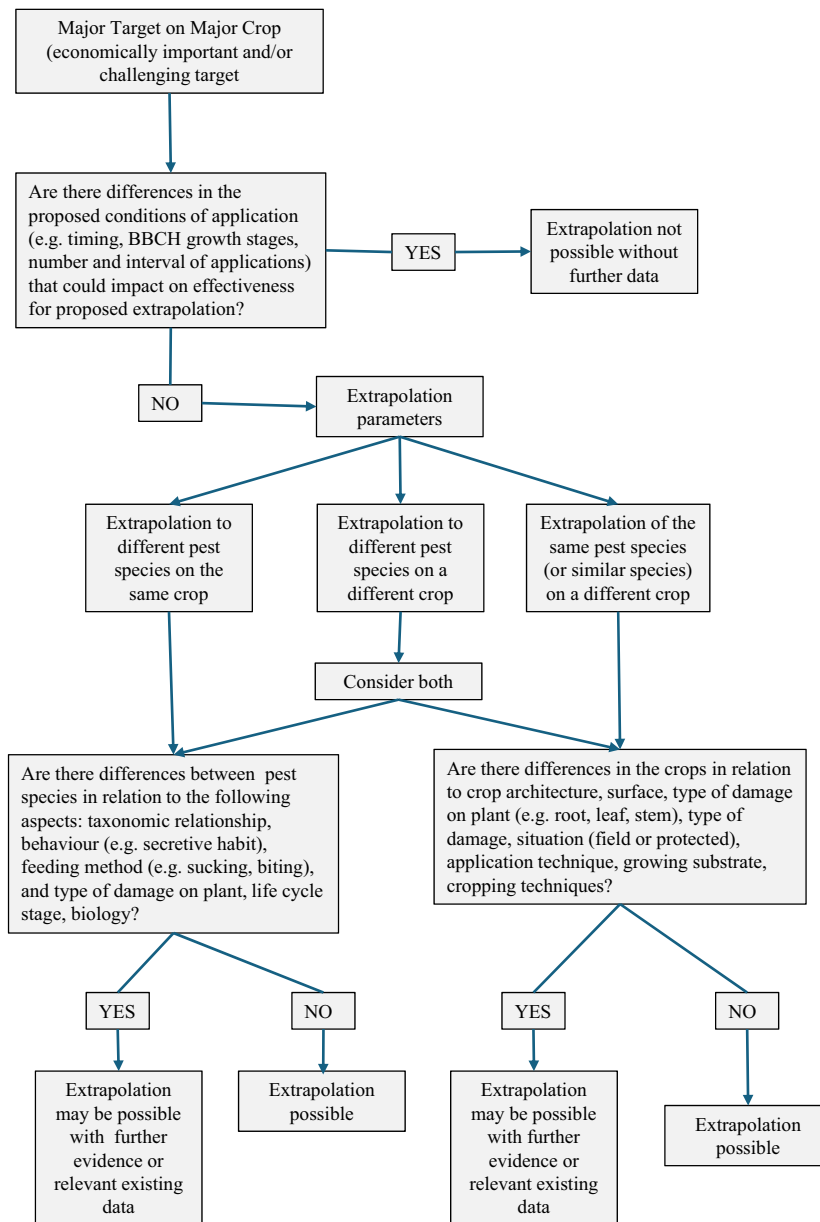 Major Target on Major Crop
(economically important and/or
challenging target
Are there differences in the
proposed conditions of application
(e.g. timing, BBCH growth stages,
number and interval of applications)
that could impact on effectiveness
for proposed extrapolation?
YES
Extrapolation not
possible without
further data
NO
Extrapolation
parameters
Extrapolation to
different pest
species on the
same crop
Extrapolation to
different pest
species on a
different crop
Extrapolation of the
same pest species
(or similar species)
on a different crop
Consider both
Are there differences between  pest
species in relation to the following
aspects: taxonomic relationship,
behaviour (e.g. secretive habit),
feeding method (e.g. sucking, biting),
and type of damage on plant, life cycle
stage, biology?
Are there differences in the crops in relation
to crop architecture, surface, type of damage
on plant (e.g. root, leaf, stem), type of
damage, situation (field or protected),
application technique, growing substrate,
cropping techniques?
YES
NO
YES
NO
Extrapolation
may be possible
with  further
evidence or
relevant existing
data
Extrapolation
possible
Extrapolation
may be possible
with further
evidence or
relevant existing
data
Extrapolation
possible